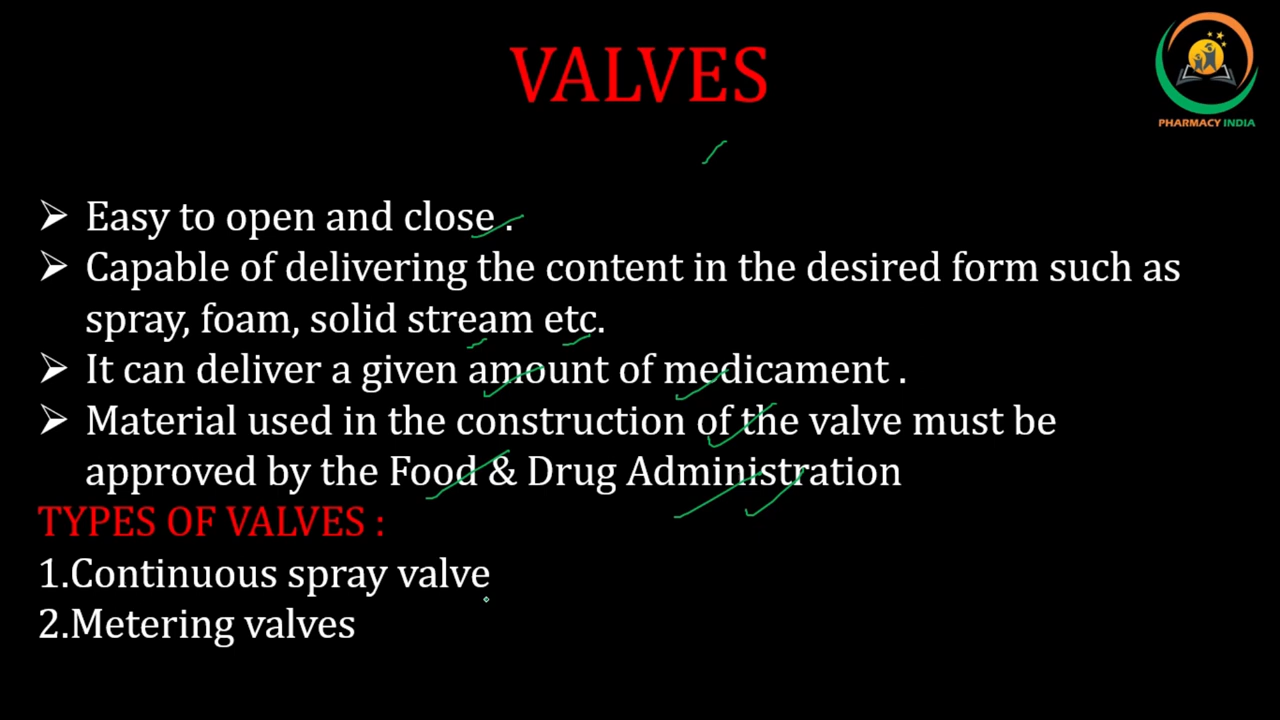 VALVES
PHARMACY INDIA
➢ Easy to open and close .
➢ Capable of delivering the content in the desired form such as
spray, foam, solid stream etc.
➢ It can deliver a given amount of medicament .
➢ Material used in the construction of the valve must be
approved by the Food & Drug Administration
TYPES OF VALVES :
1.Continuous spray valve
2.Metering valves